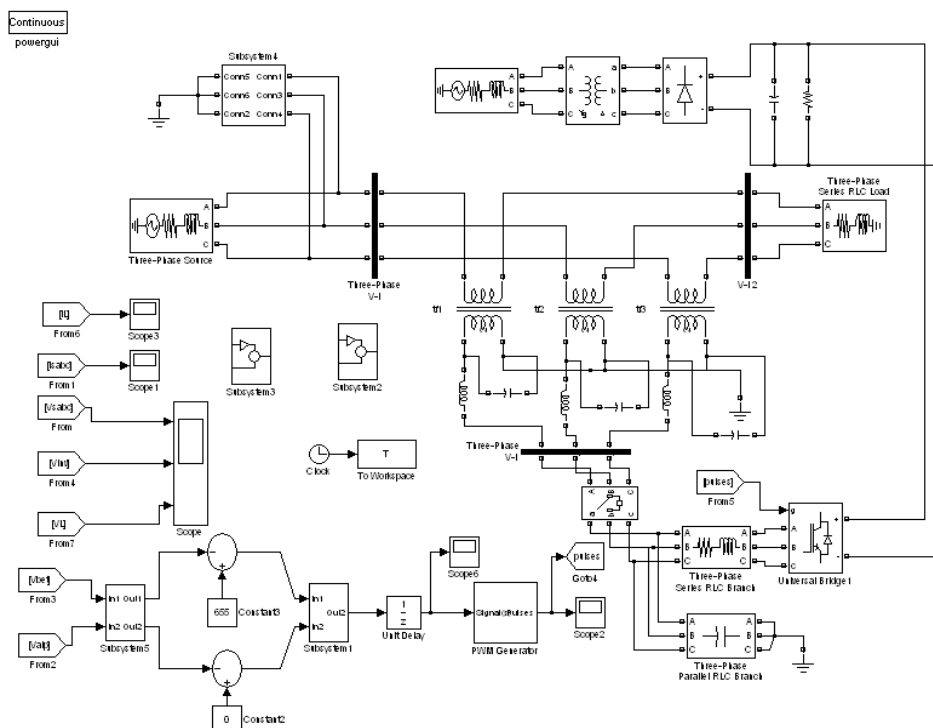 Continuous
powergui
Subsystem4
Conn5 Conn1
Conn6 Conn3
Conn2 Conn4
A
B
C
A a
B b
C c
Yg
+
-
Three-Phase Source
A
B
C
Three-Phase
V-I
V-I2
Three-Phase
Series RLC Load
A
B
C
tf1
tf2
tf3
[IL]
From6
Scope3
[Isabc]
From1
Scope1
Subsystem3
Subsystem2
[Vsabc]
From
[Vinj]
From4
[VL]
From7
Scope
Clock
T
To Workspace
Three-Phase
V-I
A B C
a b c
[pulses]
From5
g
A
B
C
+
-
Universal Bridge1
A
B
C
Three-Phase
Series RLC Branch
A
B
C
Three-Phase
Parallel RLC Branch
[Vbet]
From3
[Valp]
From2
In1 Out1
In2 Out2
Subsystem5
655
Constant3
0
Constant2
In1
In2
Out2
Subsystem1
1
z
Unit Delay
Scope6
Signal(s)Pulses
PWM Generator
pulses
Goto4
Scope2